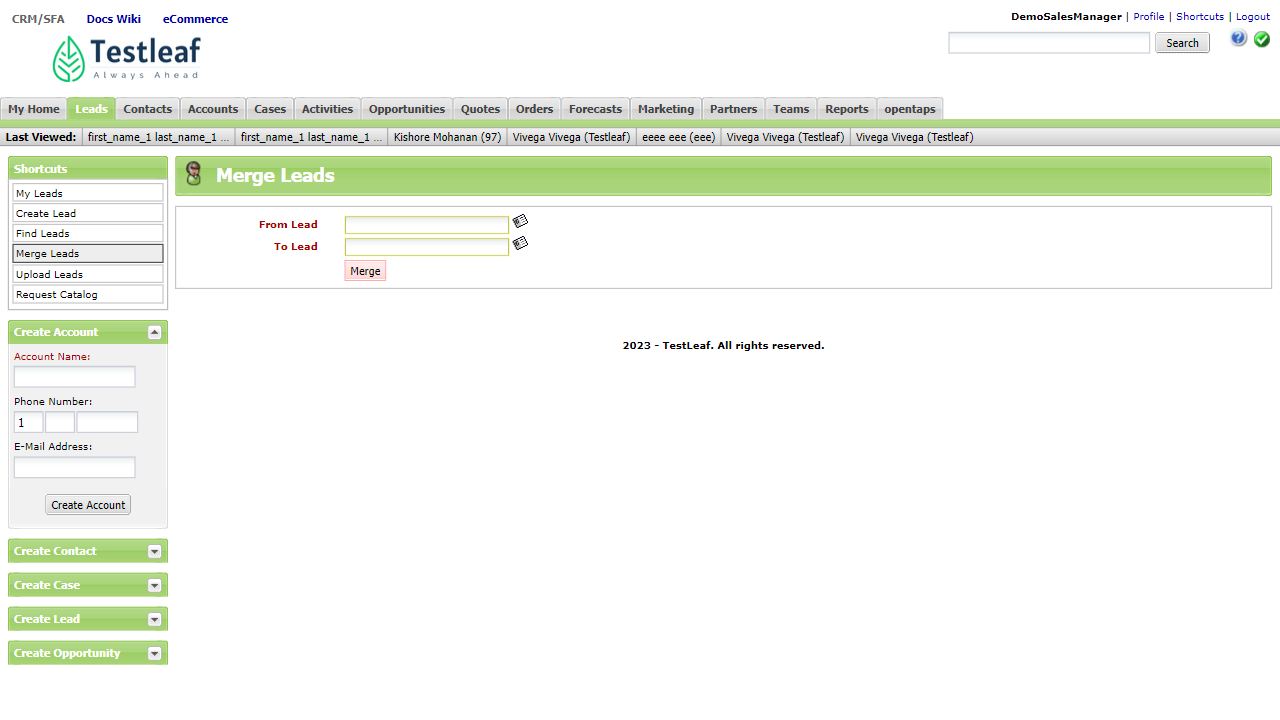 CRM/SFA Docs Wiki eCommerce
DemoSalesManager | Profile | Shortcuts | Logout
Testleaf
Always Ahead
Search
My Home Leads Contacts Accounts Cases Activities Opportunities Quotes Orders Forecasts Marketing Partners Teams Reports opentaps
Last Viewed: first_name_1 last_name_1 ... first_name_1 last_name_1 ... Kishore Mohanan (97) Vivega Vivega (Testleaf) eeee eee (eee) Vivega Vivega (Testleaf) Vivega Vivega (Testleaf)
Shortcuts
My Leads
Create Lead
Find Leads
Merge Leads
Upload Leads
Request Catalog
Create Account
Account Name:
Phone Number:
1
E-Mail Address:
Create Account
Create Contact
Create Case
Create Lead
Create Opportunity
Merge Leads
From Lead
To Lead
Merge
2023 - TestLeaf. All rights reserved.